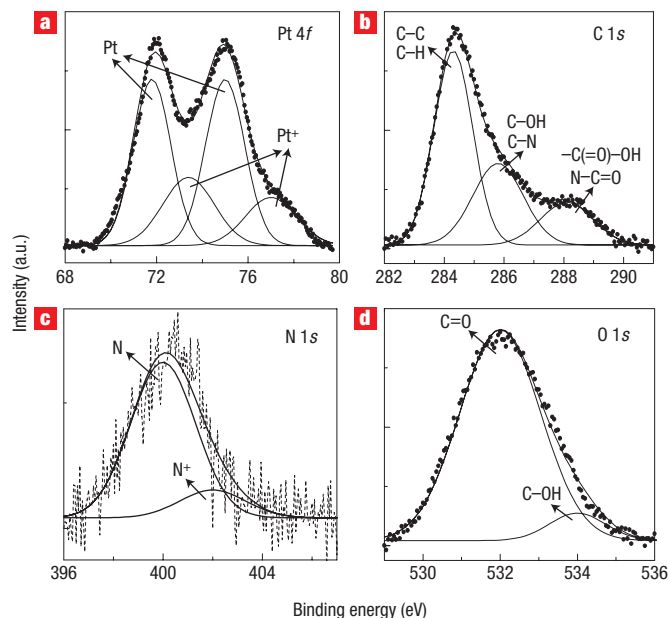 a
Pt 4f
Pt
Pt+
68 72 76 80
b
C 1s
C–C
C–H
C–OH
C–N
–C(=O)–OH
N–C=O
282 284 286 288 290
c
N 1s
N
N+
396 400 404
d
O 1s
C=O
C–OH
530 532 534 536
Intensity (a.u.)
Binding energy (eV)